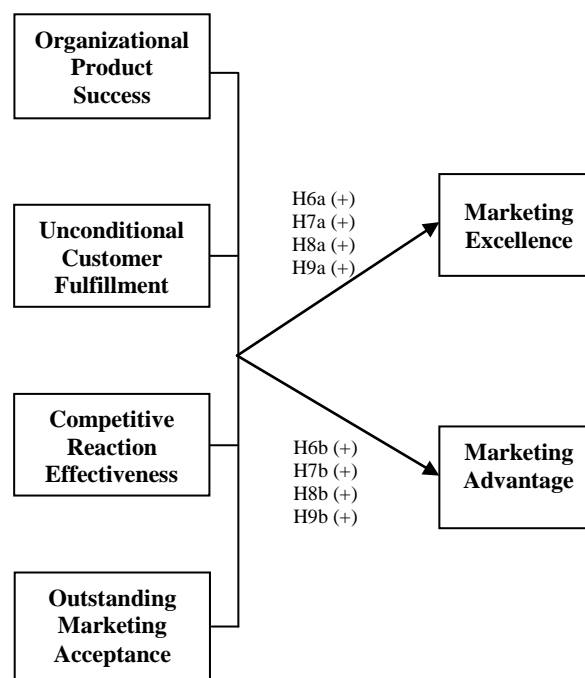 Organizational
Product
Success
Unconditional
Customer
Fulfillment
Competitive
Reaction
Effectiveness
Outstanding
Marketing
Acceptance
H6a (+)
H7a (+)
H8a (+)
H9a (+)
H6b (+)
H7b (+)
H8b (+)
H9b (+)
Marketing
Excellence
Marketing
Advantage